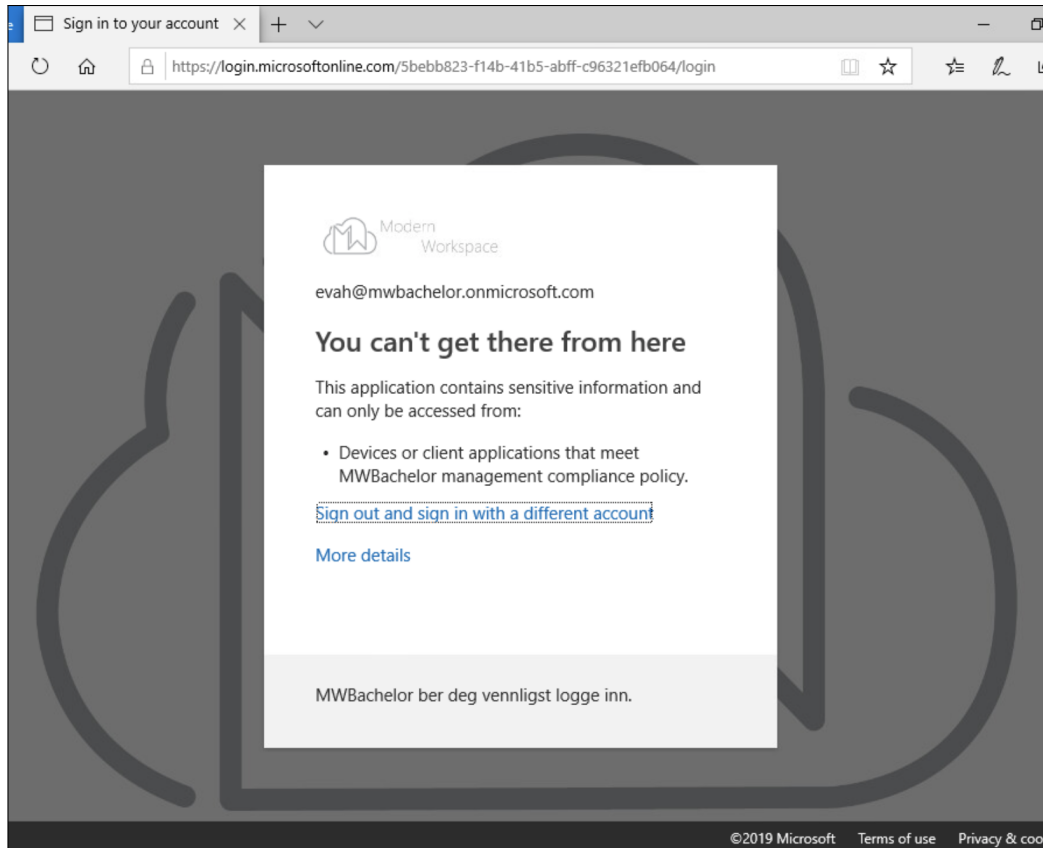 Sign in to your account
https://login.microsoftonline.com/5bebb823-f14b-41b5-abff-c96321efb064/login
Modern
Workspace
evah@mwbachelor.onmicrosoft.com
You can't get there from here
This application contains sensitive information and
can only be accessed from:
• Devices or client applications that meet
MWBachelor management compliance policy.
Sign out and sign in with a different account
More details
MWBachelor ber deg vennligst logge inn.
©2019 Microsoft Terms of use Privacy & coo